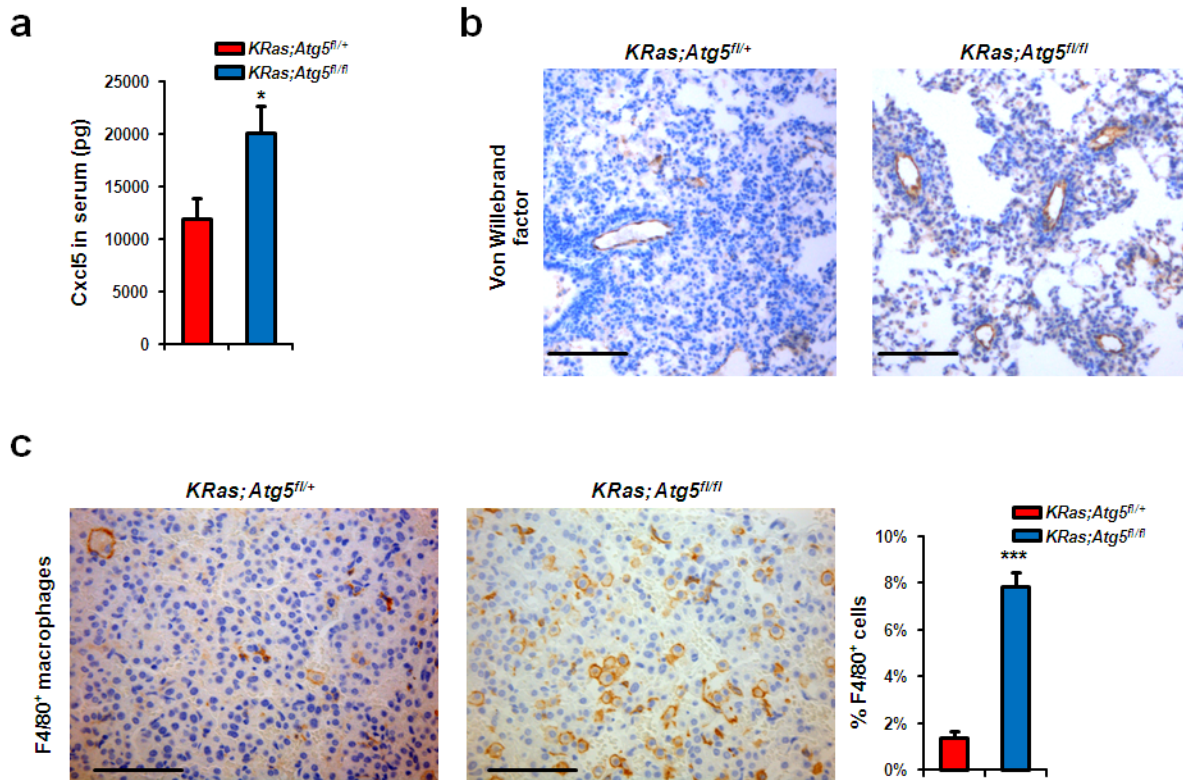 a
KRas;Atg5fl/+
KRas;Atg5fl/fl
Cxcl5 in serum (pg)
25000
20000
15000
10000
5000
0
*
b
KRas;Atg5fl/+
KRas;Atg5fl/fl
Von Willebrand
factor
c
KRas;Atg5fl/+
KRas;Atg5fl/fl
F4/80+ macrophages
KRas;Atg5fl/+
KRas;Atg5fl/fl
% F4/80+ cells
10%
8%
6%
4%
2%
0%
***